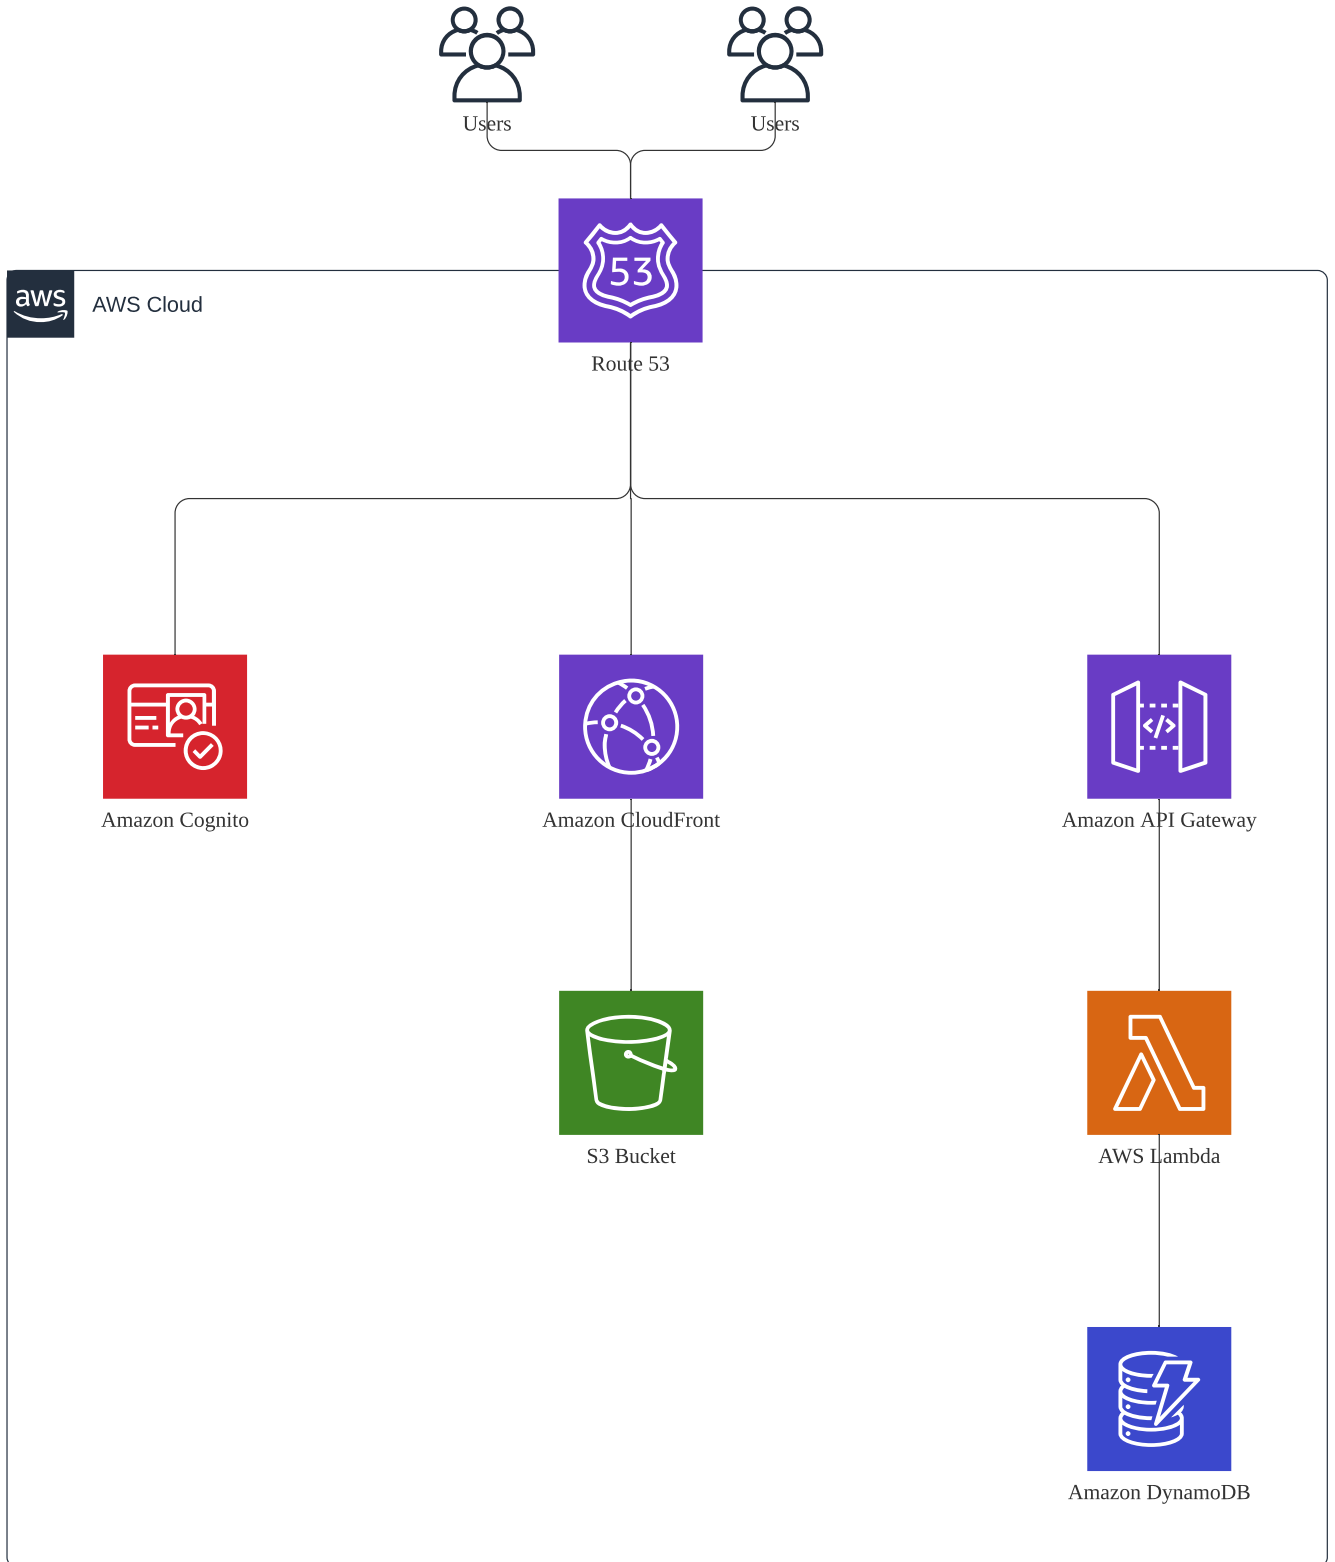 Users
Users
53
aws
AWS Cloud
Route 53
Amazon Cognito
Amazon CloudFront
</>
Amazon API Gateway
S3 Bucket
AWS Lambda
Amazon DynamoDB